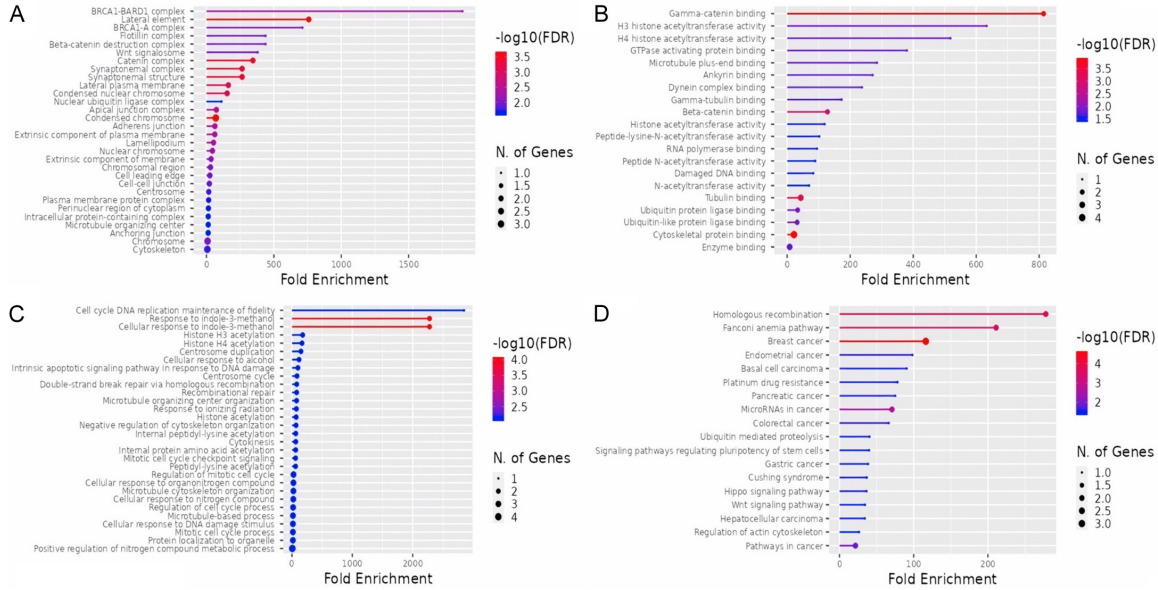 A
BRCA1-BARD1 complex
Lateral element
BRCA1-A complex
Flotillin complex
Beta-catenin destruction complex
Wnt signalosome
Catenin complex
Synaptonemal complex
Synaptonemal structure
Lateral plasma membrane
Condensed nuclear chromosome
Nuclear ubiquitin ligase complex
Apical junction complex
Condensed chromosome
Adherens junction
Extrinsic component of plasma membrane
Lamellipodium
Nuclear chromosome
Extrinsic component of membrane
Chromosomal region
Cell leading edge
Cell-cell junction
Centrosome
Plasma membrane protein complex
Perinuclear region of cytoplasm
Intracellular protein-containing complex
Microtubule organizing center
Anchoring junction
Chromosome
Cytoskeleton
0 500 1000 1500
Fold Enrichment
-log10(FDR)
3.5
3.0
2.5
2.0
N. of Genes
1.0
1.5
2.0
2.5
3.0
B
Gamma-catenin binding
H3 histone acetyltransferase activity
H4 histone acetyltransferase activity
GTPase activating protein binding
Microtubule plus-end binding
Ankyrin binding
Dynein complex binding
Gamma-tubulin binding
Beta-catenin binding
Histone acetyltransferase activity
Peptide-lysine-N-acetyltransferase activity
RNA polymerase binding
Peptide N-acetyltransferase activity
Damaged DNA binding
N-acetyltransferase activity
Tubulin binding
Ubiquitin protein ligase binding
Ubiquitin-like protein ligase binding
Cytoskeletal protein binding
Enzyme binding
0 200 400 600 800
Fold Enrichment
-log10(FDR)
3.5
3.0
2.5
2.0
1.5
N. of Genes
1
2
3
4
C
Cell cycle DNA replication maintenance of fidelity
Response to indole-3-methanol
Cellular response to indole-3-methanol
Histone H3 acetylation
Histone H4 acetylation
Centrosome duplication
Cellular response to alcohol
Intrinsic apoptotic signaling pathway in response to DNA damage
Centrosome cycle
Double-strand break repair via homologous recombination
Recombinational repair
Microtubule organizing center organization
Response to ionizing radiation
Histone acetylation
Negative regulation of cytoskeleton organization
Internal peptidyl-lysine acetylation
Cytokinesis
Internal protein amino acid acetylation
Mitotic cell cycle checkpoint signaling
Peptidyl-lysine acetylation
Regulation of mitotic cell cycle
Cellular response to organonitrogen compound
Microtubule cytoskeleton organization
Cellular response to nitrogen compound
Regulation of cell cycle process
Microtubule-based process
Cellular response to DNA damage stimulus
Mitotic cell cycle process
Protein localization to organelle
Positive regulation of nitrogen compound metabolic process
0 1000 2000
Fold Enrichment
-log10(FDR)
4.0
3.5
3.0
2.5
N. of Genes
1
2
3
4
D
Homologous recombination
Fanconi anemia pathway
Breast cancer
Endometrial cancer
Basal cell carcinoma
Platinum drug resistance
Pancreatic cancer
MicroRNAs in cancer
Colorectal cancer
Ubiquitin mediated proteolysis
Signaling pathways regulating pluripotency of stem cells
Gastric cancer
Cushing syndrome
Hippo signaling pathway
Wnt signaling pathway
Hepatocellular carcinoma
Regulation of actin cytoskeleton
Pathways in cancer
0 100 200
Fold Enrichment
-log10(FDR)
4
3
2
N. of Genes
1.0
1.5
2.0
2.5
3.0